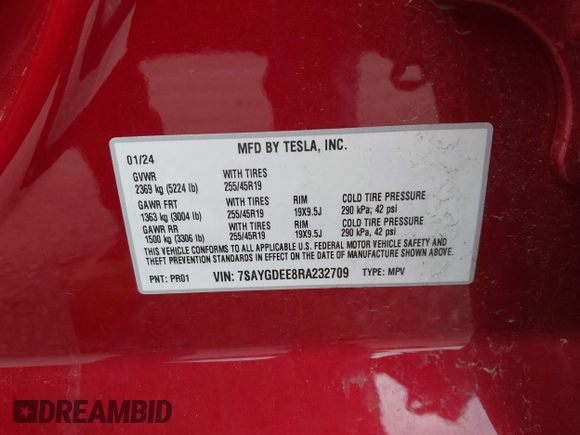 MFD BY TESLA, INC.
01/24
GVWR WITH TIRES
2369 kg (5224 lb) 255/45R19
GAWR FRT WITH TIRES RIM COLD TIRE PRESSURE
1363 kg (3004 lb) 255/45R19 19X9.5J 290 kPa; 42 psi
GAWR RR WITH TIRES RIM COLD TIRE PRESSURE
1500 kg (3306 lb) 255/45R19 19X9.5J 290 kPa; 42 psi
THIS VEHICLE CONFORMS TO ALL APPLICABLE U.S. FEDERAL MOTOR VEHICLE SAFETY AND
THEFT PREVENTION STANDARDS IN EFFECT ON THE DATE OF MANUFACTURE SHOWN ABOVE.
PNT: PR01 VIN: 7SAYGDEE8RA232709 TYPE: MPV
DREAMBID